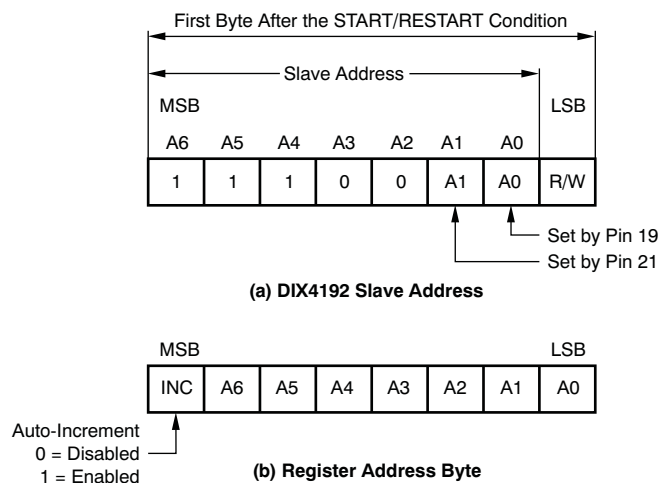 First Byte After the START/RESTART Condition
Slave Address
MSB LSB
A6 A5 A4 A3 A2 A1 A0
1 1 1 0 0 A1 A0 R/W
Set by Pin 19
Set by Pin 21
(a) DIX4192 Slave Address
MSB LSB
INC A6 A5 A4 A3 A2 A1 A0
Auto-Increment
0 = Disabled
1 = Enabled
(b) Register Address Byte